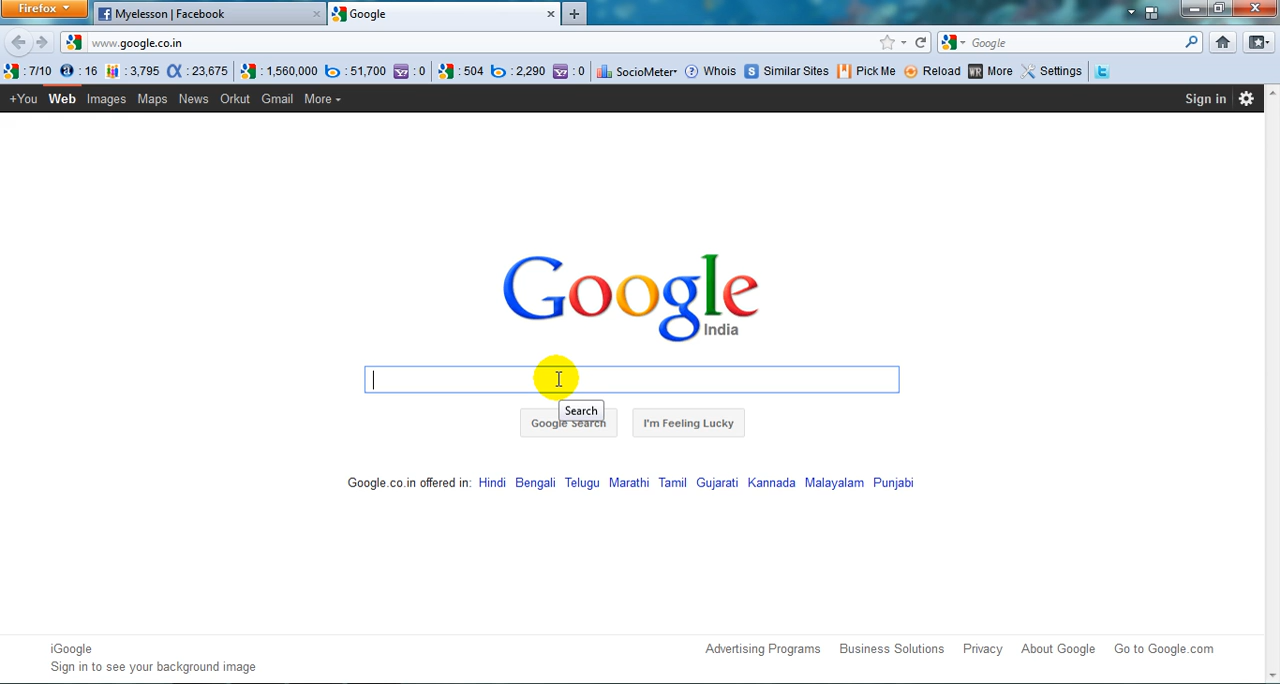 Firefox
Myelesson | Facebook
Google
www.google.co.in
Google
: 7/10 : 16 : 3,795 : 23,675 : 1,560,000 : 51,700 : 0 : 504 : 2,290 : 0 SocioMeter Whois Similar Sites Pick Me Reload WR More Settings
+You Web Images Maps News Orkut Gmail More
Sign in
Google
India
Search
Google Search I'm Feeling Lucky
Google.co.in offered in: Hindi Bengali Telugu Marathi Tamil Gujarati Kannada Malayalam Punjabi
iGoogle
Sign in to see your background image
Advertising Programs Business Solutions Privacy About Google Go to Google.com